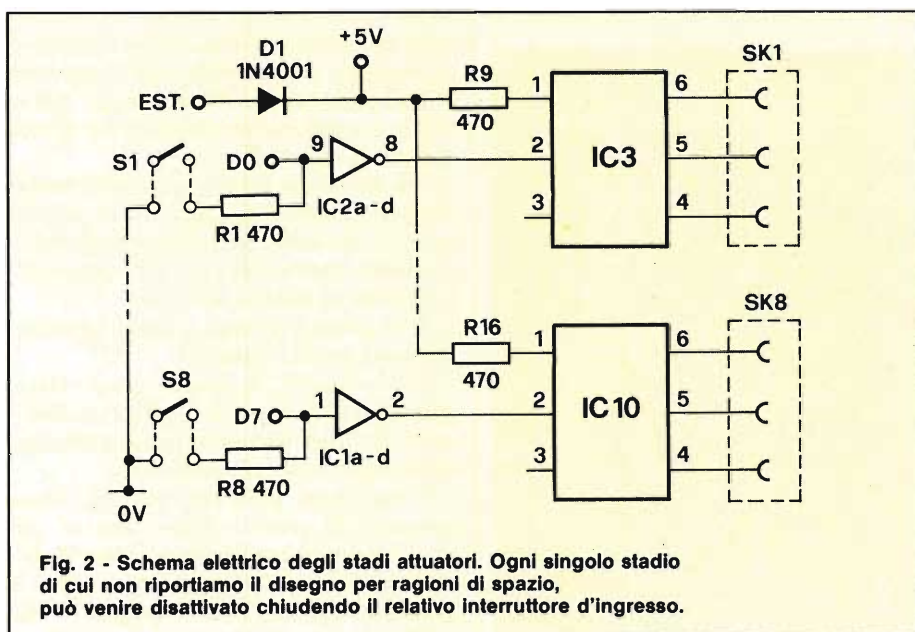 D1
1N4001
+5V
EST.
R9
470
1
2
3
IC3
6
5
4
SK1
S1
D0
9
8
IC2a-d
R1 470
R16
470
1
2
3
IC10
6
5
4
SK8
S8
D7
1
2
IC1a-d
R8 470
0V
Fig. 2 - Schema elettrico degli stadi attuatori. Ogni singolo stadio
di cui non riportiamo il disegno per ragioni di spazio,
può venire disattivato chiudendo il relativo interruttore d'ingresso.